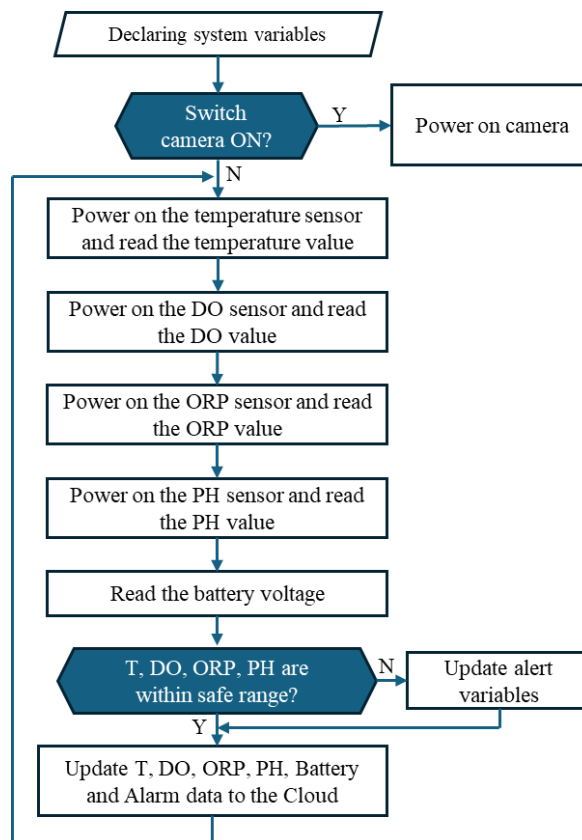 Declaring system variables
Switch
camera ON?
Y
Power on camera
N
Power on the temperature sensor
and read the temperature value
Power on the DO sensor and read
the DO value
Power on the ORP sensor and read
the ORP value
Power on the PH sensor and read
the PH value
Read the battery voltage
T, DO, ORP, PH are
within safe range?
N
Update alert
variables
Y
Update T, DO, ORP, PH, Battery
and Alarm data to the Cloud